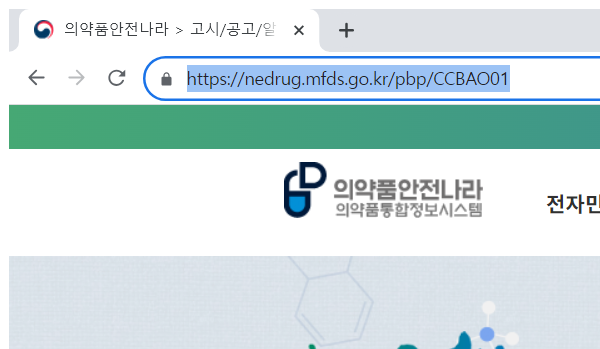 의약품안전나라 > 고시/공고/알
https://nedrug.mfds.go.kr/pbp/CCBAO01
의약품안전나라
의약품통합정보시스템
전자민